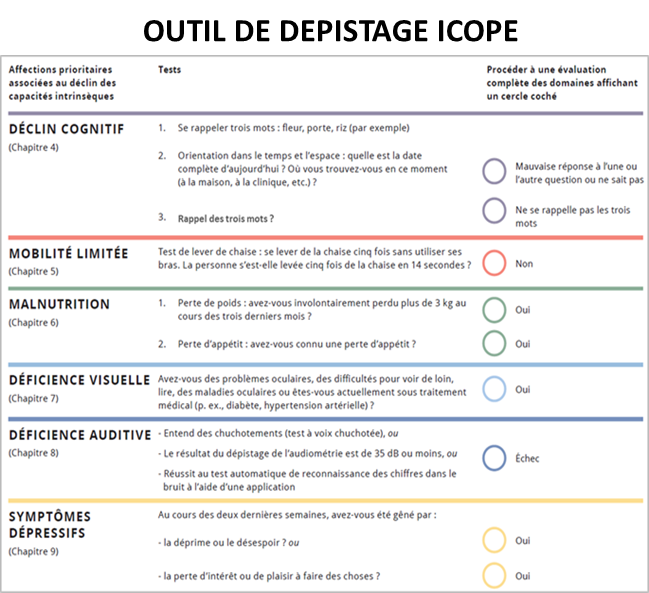 OUTIL DE DEPISTAGE ICOPE
Affections prioritaires
associées au déclin des
capacités intrinsèques
Tests
Procéder à une évaluation
complète des domaines affichant
un cercle coché
DÉCLIN COGNITIF
(Chapitre 4)
1. Se rappeler trois mots : fleur, porte, riz (par exemple)
2. Orientation dans le temps et l'espace : quelle est la date
complète d'aujourd'hui ? Où vous trouvez-vous en ce moment
(à la maison, à la clinique, etc.) ?
Mauvaise réponse à l'une ou
l'autre question ou ne sait pas
3. Rappel des trois mots ?
Ne se rappelle pas les trois
mots
MOBILITÉ LIMITÉE
(Chapitre 5)
Test de lever de chaise : se lever de la chaise cinq fois sans utiliser ses
bras. La personne s'est-elle levée cinq fois de la chaise en 14 secondes ?
Non
MALNUTRITION
(Chapitre 6)
1. Perte de poids : avez-vous involontairement perdu plus de 3 kg au
cours des trois derniers mois ?
Oui
2. Perte d'appétit : avez-vous connu une perte d'appétit ?
Oui
DÉFICIENCE VISUELLE
(Chapitre 7)
Avez-vous des problèmes oculaires, des difficultés pour voir de loin,
lire, des maladies oculaires ou êtes-vous actuellement sous traitement
médical (p. ex., diabète, hypertension artérielle) ?
Oui
DÉFICIENCE AUDITIVE
(Chapitre 8)
- Entend des chuchotements (test à voix chuchotée), ou
- Le résultat du dépistage de l'audiométrie est de 35 dB ou moins, ou
- Réussit au test automatique de reconnaissance des chiffres dans le
bruit à l'aide d'une application
Échec
SYMPTÔMES
DÉPRESSIFS
(Chapitre 9)
Au cours des deux dernières semaines, avez-vous été gêné par :
- la déprime ou le désespoir ? ou
Oui
- la perte d'intérêt ou de plaisir à faire des choses ?
Oui